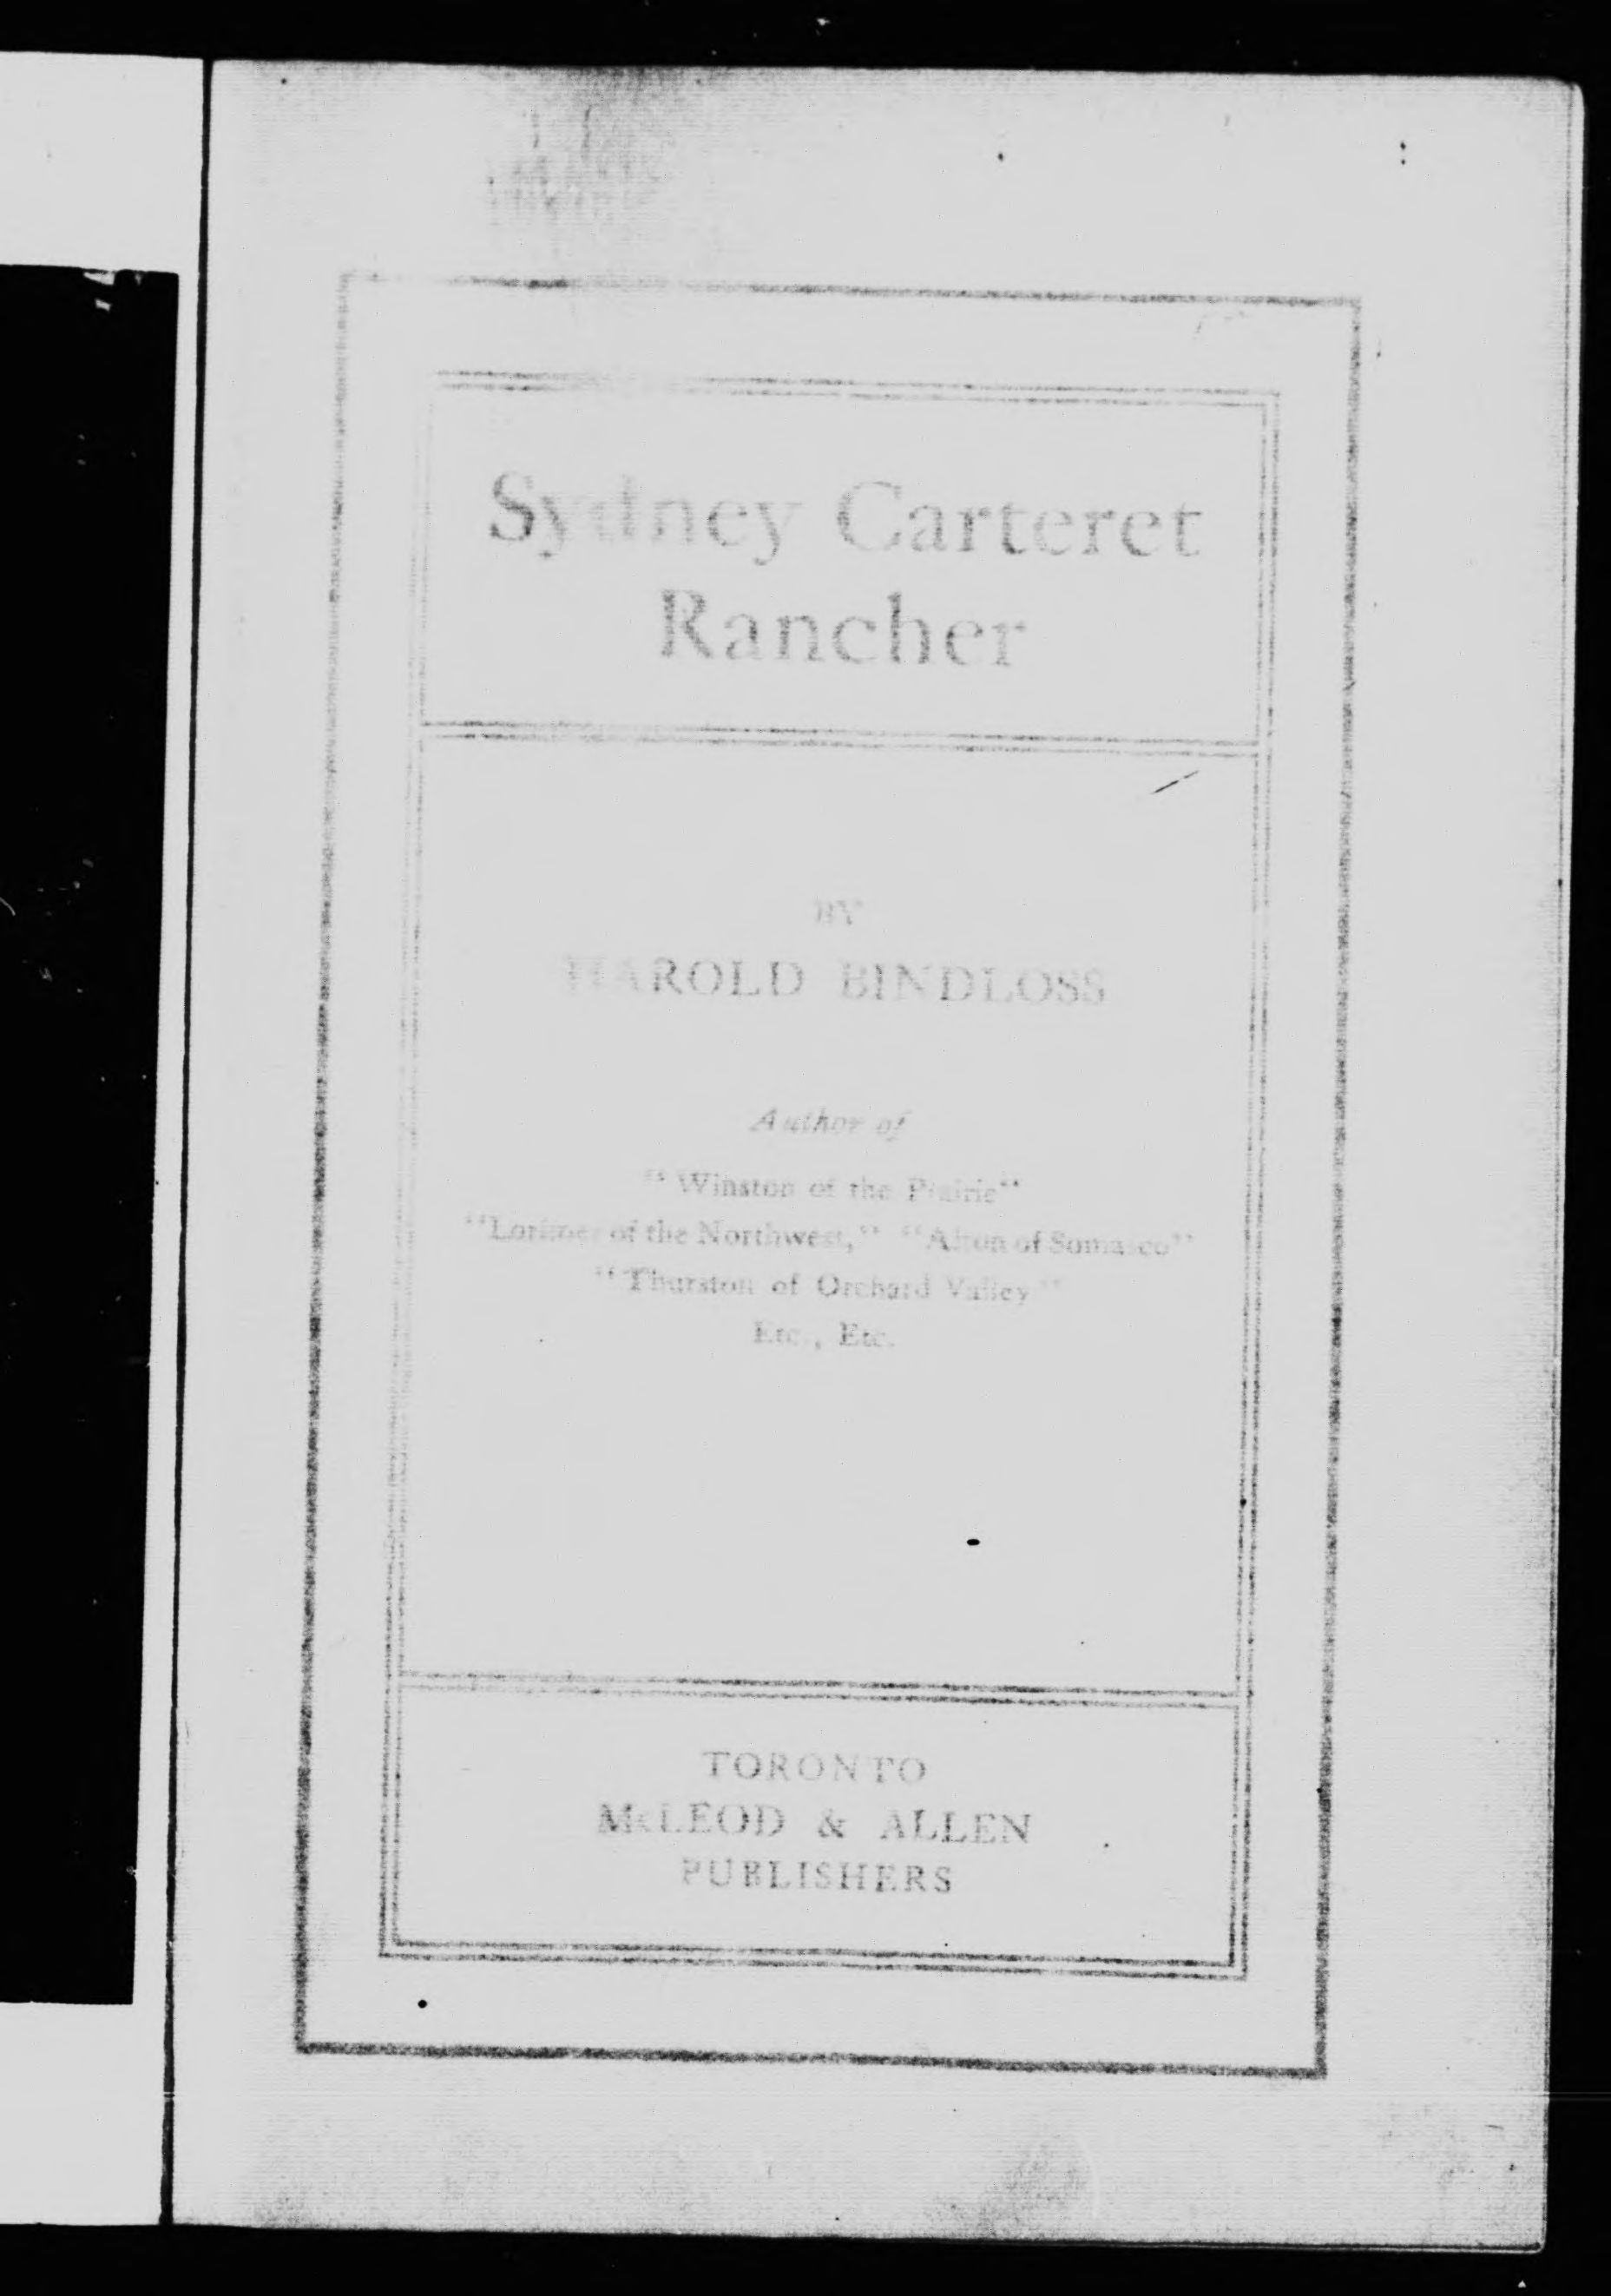 Sydney Carteret
Rancher
BY
HAROLD BINDLOSS
Author of
"Winston of the Prairie"
"Lorimer of the Northwest," "Alton of Somasco"
"Thurston of Orchard Valley"
Etc., Etc.
TORONTO
McLEOD & ALLEN
PUBLISHERS